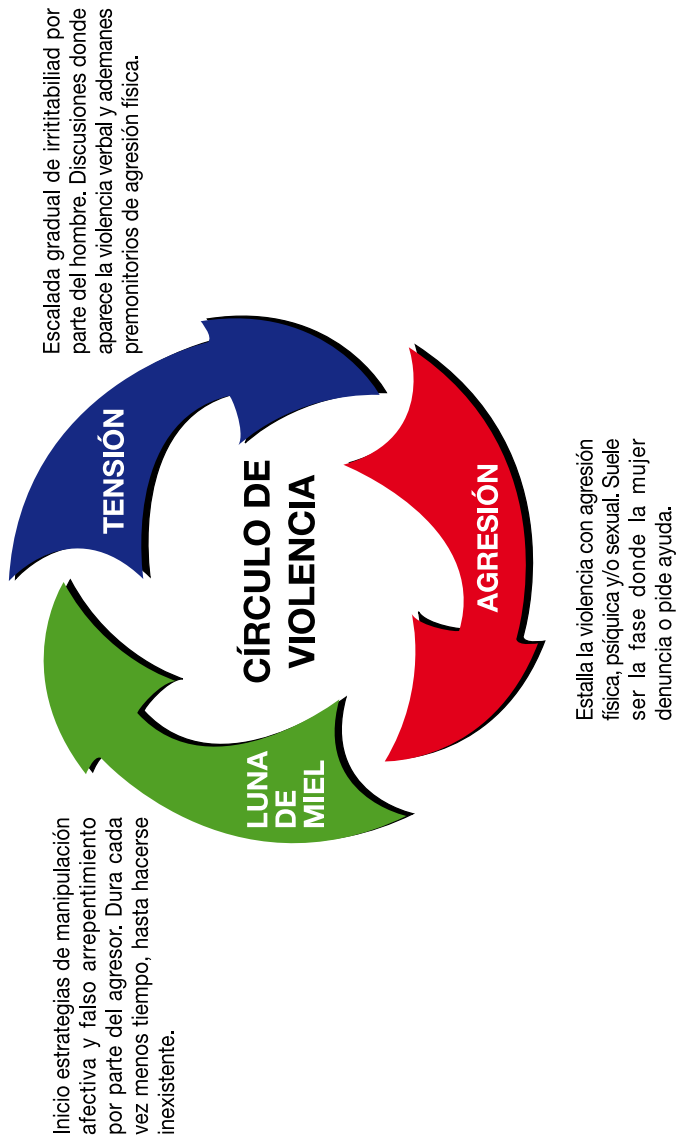 Inicio estrategias de manipulación
afectiva y falso arrepentimiento
por parte del agresor. Dura cada
vez menos tiempo, hasta hacerse
inexistente.
Escalada gradual de irrititabiliad por
parte del hombre. Discusiones donde
aparece la violencia verbal y ademanes
premonitorios de agresión física.
TENSIÓN
LUNA
DE
MIEL
CÍRCULO DE
VIOLENCIA
AGRESIÓN
Estalla la violencia con agresión
física, psíquica y/o sexual. Suele
ser la fase donde la mujer
denuncia o pide ayuda.